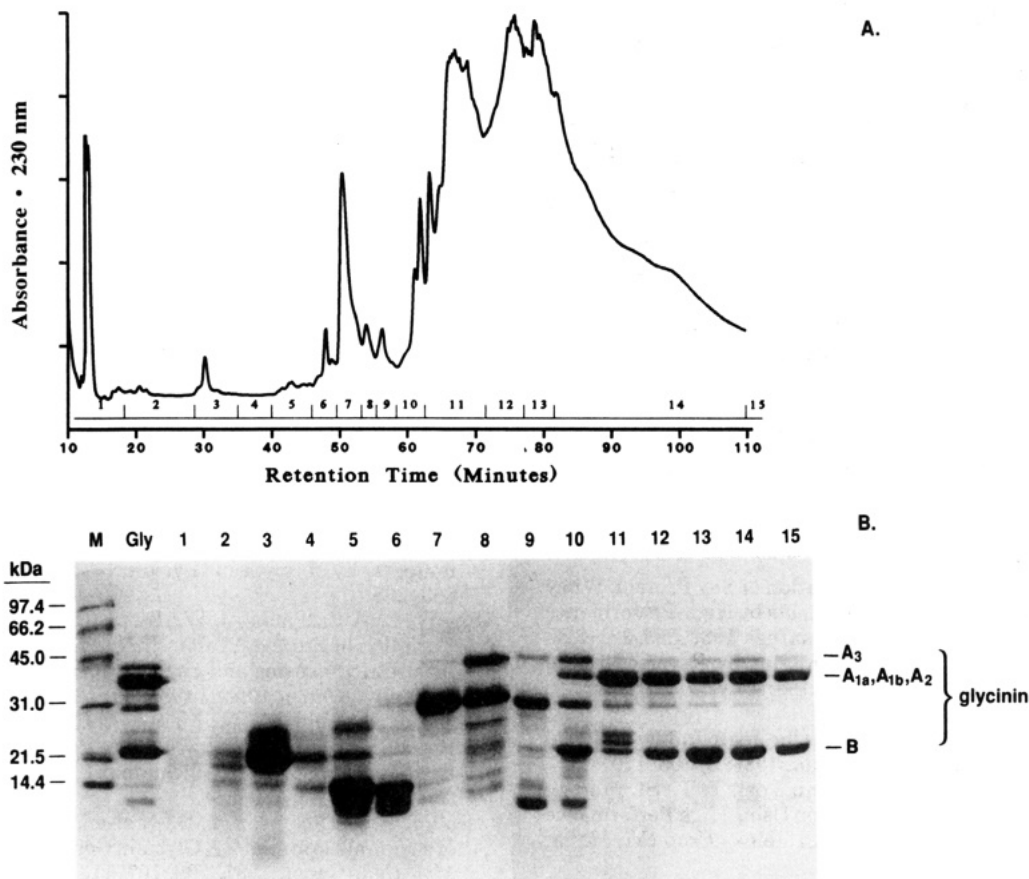 A.
Absorbance • 230 nm
1 2 3 4 5 6 7 8 9 10 11 12 13 14 15
10 20 30 40 50 60 70 80 90 100 110
Retention Time (Minutes)
B.
M Gly 1 2 3 4 5 6 7 8 9 10 11 12 13 14 15
kDa
97.4
66.2
45.0
31.0
21.5
14.4
A3
A1a,A1b,A2
glycinin
B